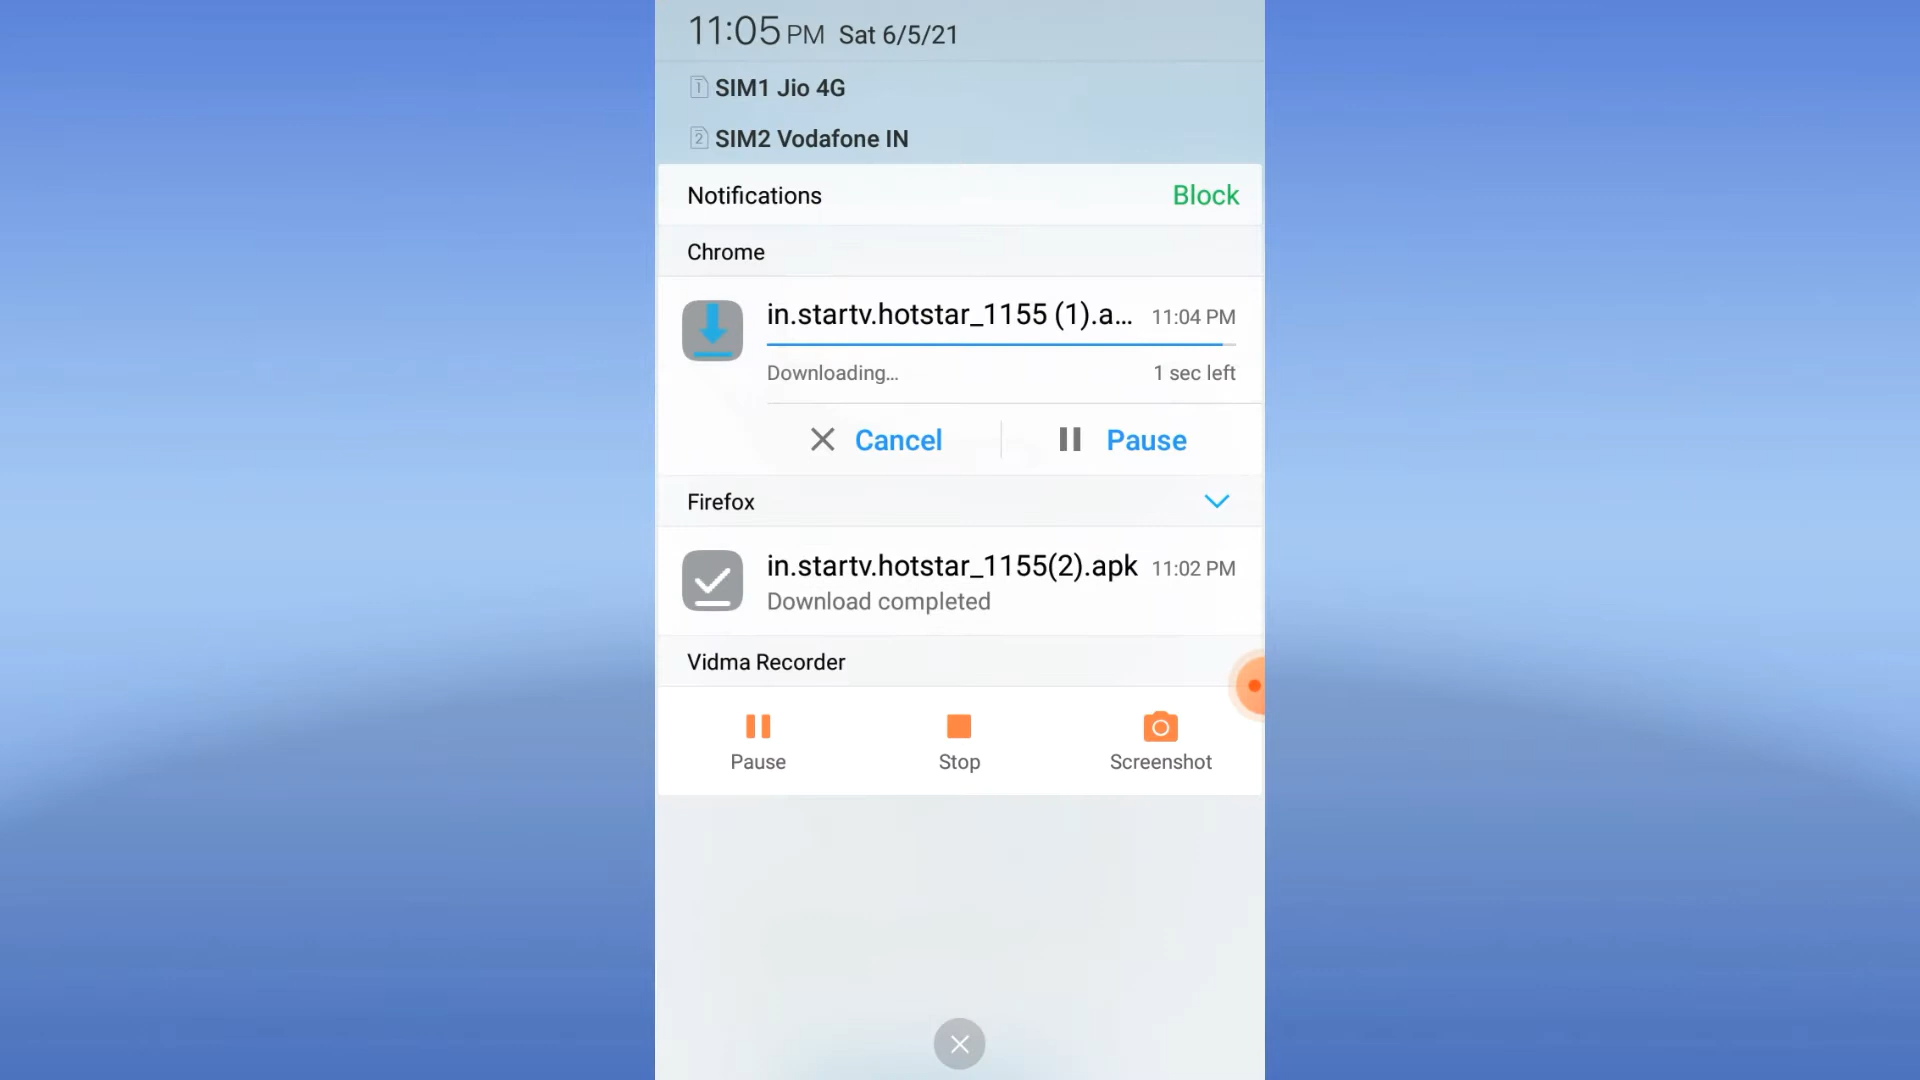 11:05 PM Sat 6/5/21
1 SIM1 Jio 4G
2 SIM2 Vodafone IN
Notifications Block
Chrome
in.startv.hotstar_1155 (1).a... 11:04 PM
Downloading... 1 sec left
Cancel Pause
Firefox
in.startv.hotstar_1155(2).apk 11:02 PM
Download completed
Vidma Recorder
Pause Stop Screenshot